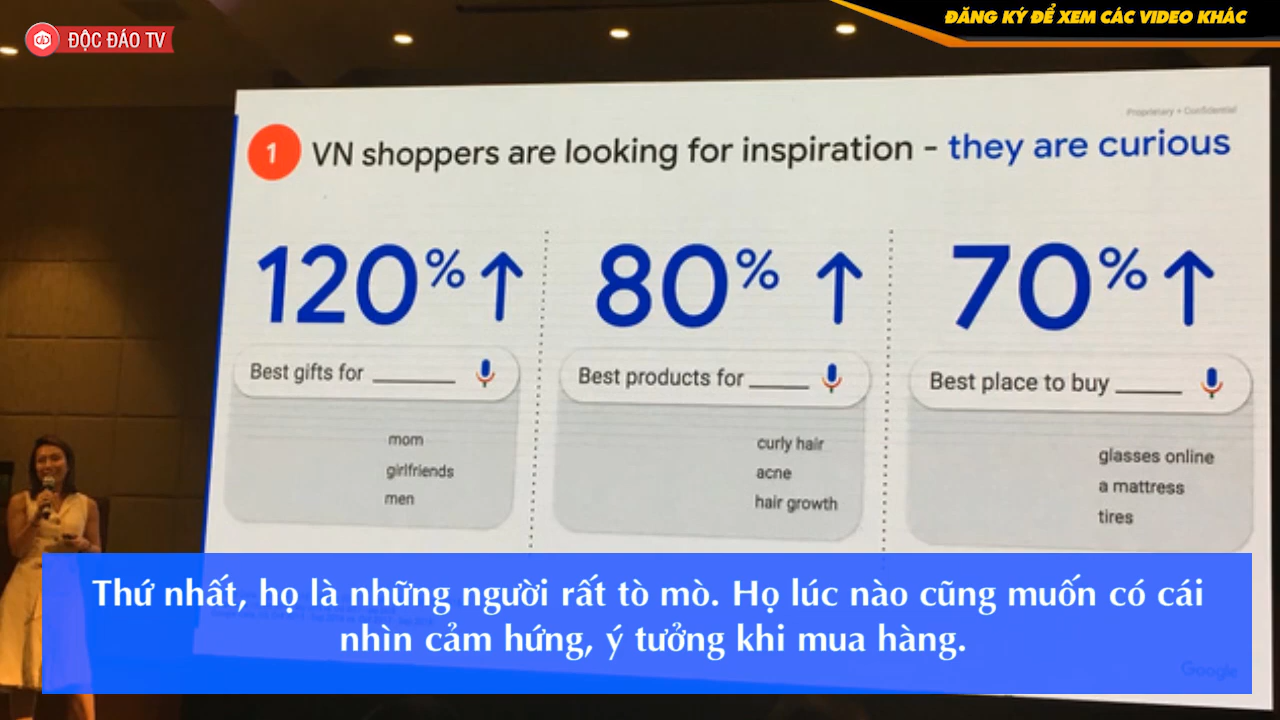 ĐĂNG KÝ ĐỂ XEM CÁC VIDEO KHÁC
ĐỘC ĐÁO TV
Proprietary + Confidential
1 VN shoppers are looking for inspiration - they are curious
120% ↑
80% ↑
70% ↑
Best gifts for ______
Best products for _____
Best place to buy _____
mom
girlfriends
men
curly hair
acne
hair growth
glasses online
a mattress
tires
Thứ nhất, họ là những người rất tò mò. Họ lúc nào cũng muốn có cái
nhìn cảm hứng, ý tưởng khi mua hàng.
Google